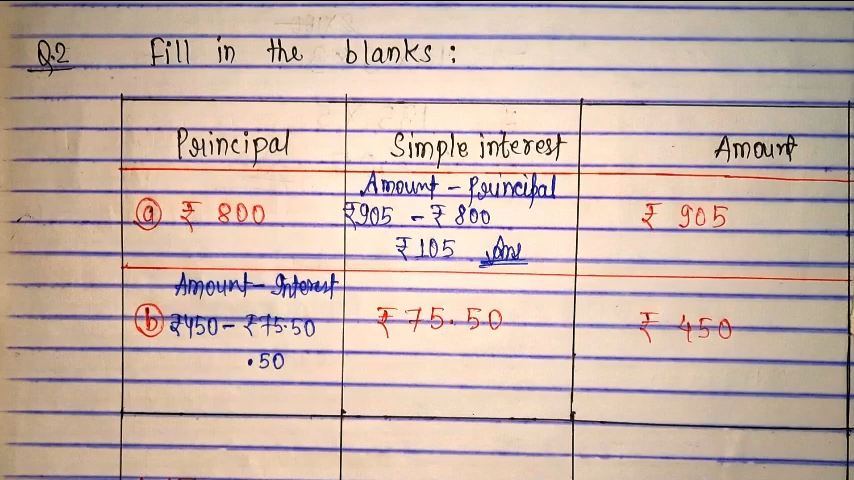 Q.2 Fill in the blanks :
Principal Simple interest Amount
Amount - Principal
ⓐ ₹ 800 ₹905 - ₹ 800 ₹ 905
₹ 105 Ans
Amount - Interest
ⓑ ₹450 - ₹75.50 ₹ 75.50 ₹ 450
.50